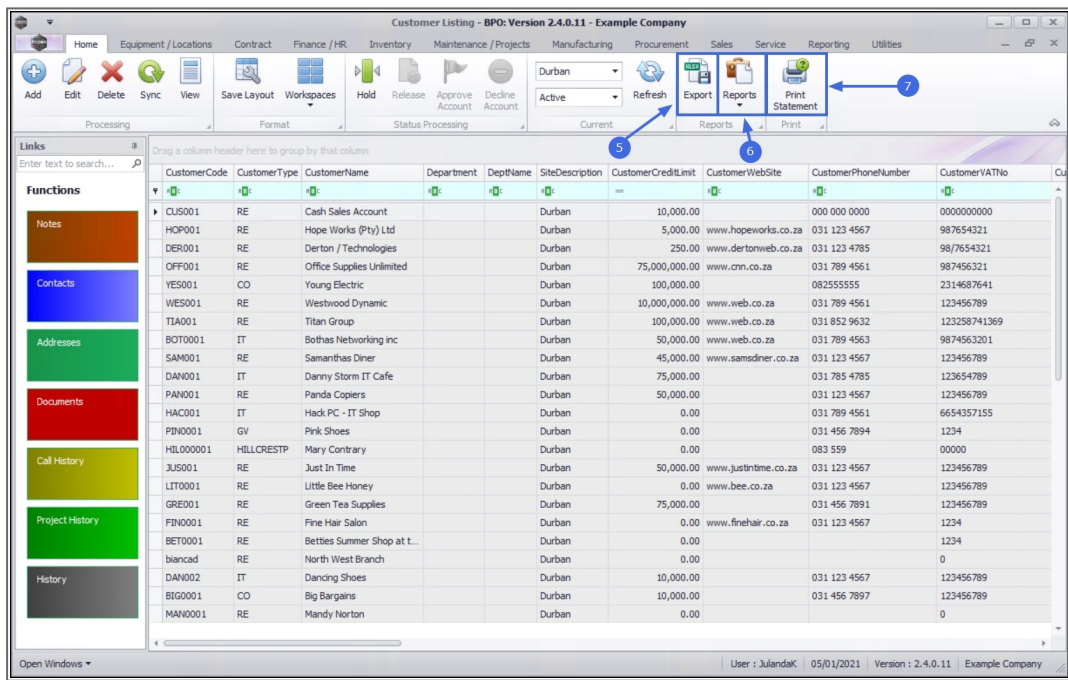 Customer Listing - BPO: Version 2.4.0.11 - Example Company
Home Equipment / Locations Contract Finance / HR Inventory Maintenance / Projects Manufacturing Procurement Sales Service Reporting Utilities
Add Edit Delete Sync View Save Layout Workspaces Hold Release Approve Account Decline Account Durban Active Refresh Export Reports Print Statement 7
Processing Format Status Processing Current Reports Print
5 6
Links
Enter text to search...
Functions
Notes
Contacts
Addresses
Documents
Call History
Project History
History
Drag a column header here to group by that column
CustomerCode CustomerType CustomerName Department DeptName SiteDescription CustomerCreditLimit CustomerWebSite CustomerPhoneNumber CustomerVATNo Cu
CUS001 RE Cash Sales Account Durban 10,000.00 000 000 0000 0000000000
HOP001 RE Hope Works (Pty) Ltd Durban 5,000.00 www.hopeworks.co.za 031 123 4567 987654321
DER001 RE Derton / Technologies Durban 250.00 www.dertonweb.co.za 031 123 4785 98/7654321
OFF001 RE Office Supplies Unlimited Durban 75,000,000.00 www.cnn.co.za 031 789 4561 987456321
YES001 CO Young Electric Durban 100,000.00 082555555 2314687641
WES001 RE Westwood Dynamic Durban 10,000,000.00 www.web.co.za 031 789 4561 123456789
TIA001 RE Titan Group Durban 100,000.00 www.web.co.za 031 852 9632 123258741369
BOT0001 IT Bothas Networking inc Durban 50,000.00 www.web.co.za 031 789 4563 9874563201
SAM001 RE Samanthas Diner Durban 45,000.00 www.samsdiner.co.za 031 123 4567 123456789
DAN001 IT Danny Storm IT Cafe Durban 75,000.00 031 785 4785 123654789
PAN001 RE Panda Copiers Durban 50,000.00 031 123 4567 123456789
HAC001 IT Hack PC - IT Shop Durban 0.00 031 789 4561 6654357155
PIN0001 GV Pink Shoes Durban 0.00 031 456 7894 1234
HIL000001 HILLCRESTP Mary Contrary Durban 0.00 083 559 00000
JUS001 RE Just In Time Durban 50,000.00 www.justintime.co.za 031 123 4567 123456789
LIT0001 RE Little Bee Honey Durban 0.00 www.bee.co.za 031 123 4567 123456789
GRE001 RE Green Tea Supplies Durban 75,000.00 031 456 7891 123456789
FIN0001 RE Fine Hair Salon Durban 0.00 www.finehair.co.za 031 123 4567 1234
BET0001 RE Betties Summer Shop at t... Durban 0.00 1234
biancad RE North West Branch Durban 0.00 0
DAN002 IT Dancing Shoes Durban 10,000.00 031 123 4567 123456789
BIG0001 CO Big Bargains Durban 10,000.00 031 456 7897 123456789
MAN0001 RE Mandy Norton Durban 0.00 0
Open Windows User : JulandaK 05/01/2021 Version : 2.4.0.11 Example Company